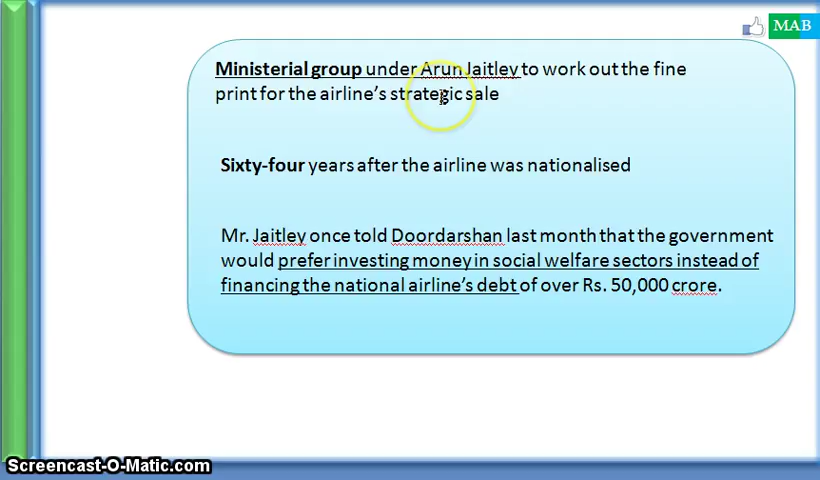 MAB
Ministerial group under Arun Jaitley to work out the fine
print for the airline's strategic sale
Sixty-four years after the airline was nationalised
Mr. Jaitley once told Doordarshan last month that the government
would prefer investing money in social welfare sectors instead of
financing the national airline's debt of over Rs. 50,000 crore.
Screencast-O-Matic.com